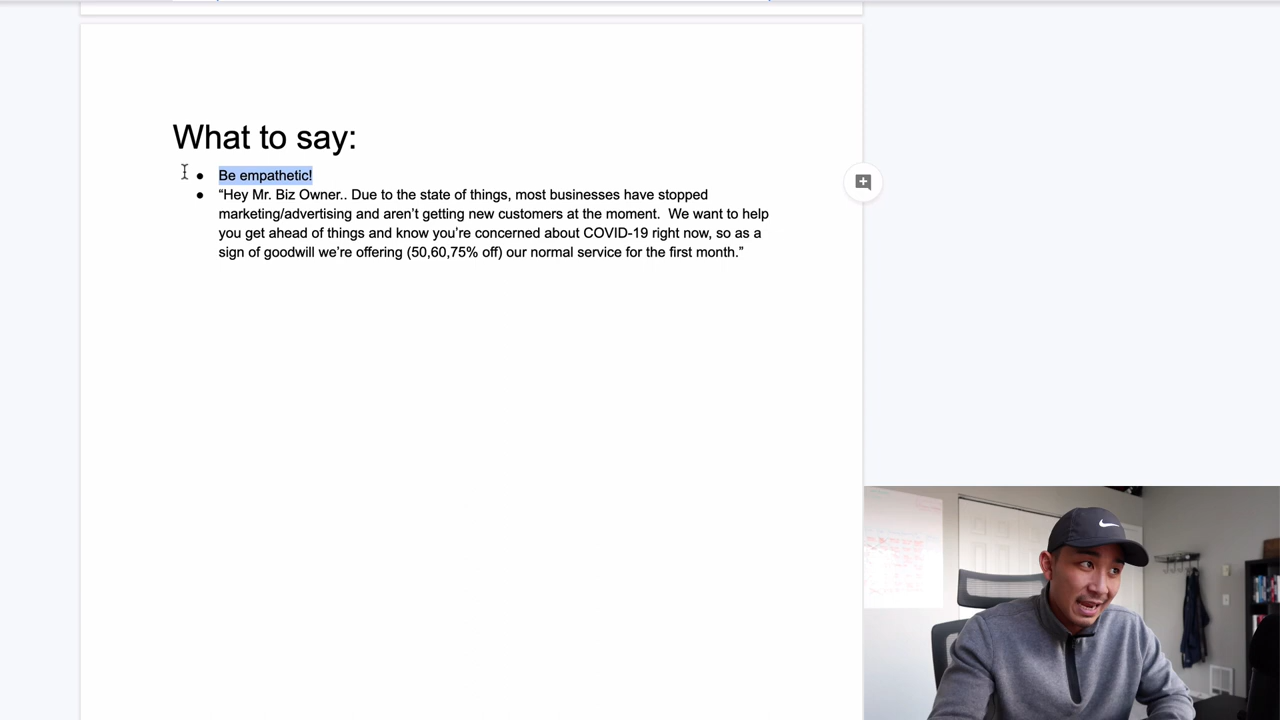 What to say:
● Be empathetic!
● “Hey Mr. Biz Owner.. Due to the state of things, most businesses have stopped
marketing/advertising and aren’t getting new customers at the moment.  We want to help
you get ahead of things and know you’re concerned about COVID-19 right now, so as a
sign of goodwill we’re offering (50,60,75% off) our normal service for the first month.”